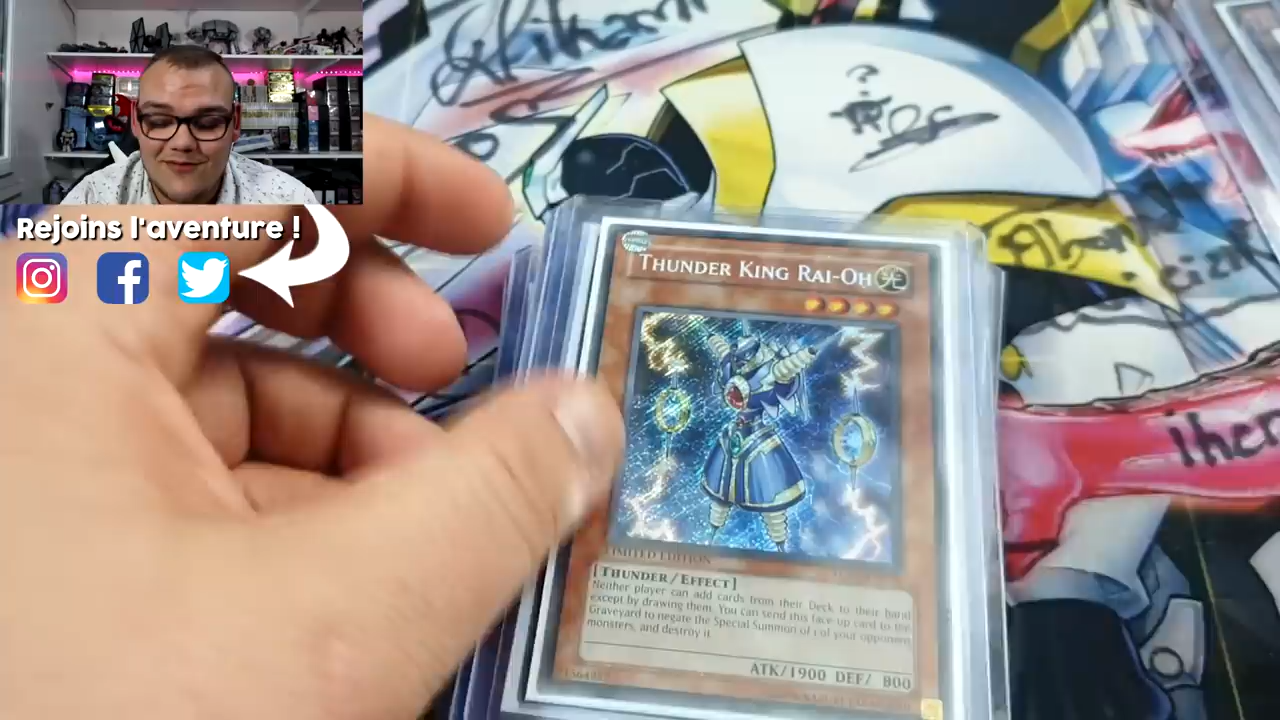 Rejoins l'aventure !
THUNDER KING RAI-OH
光
LIMITED EDITION
[THUNDER/EFFECT]
Neither player can add cards from their Deck to their hand
except by drawing them. You can send this face-up card to the
Graveyard to negate the Special Summon of 1 of your opponent
monsters, and destroy it.
ATK/1900 DEF/ 800